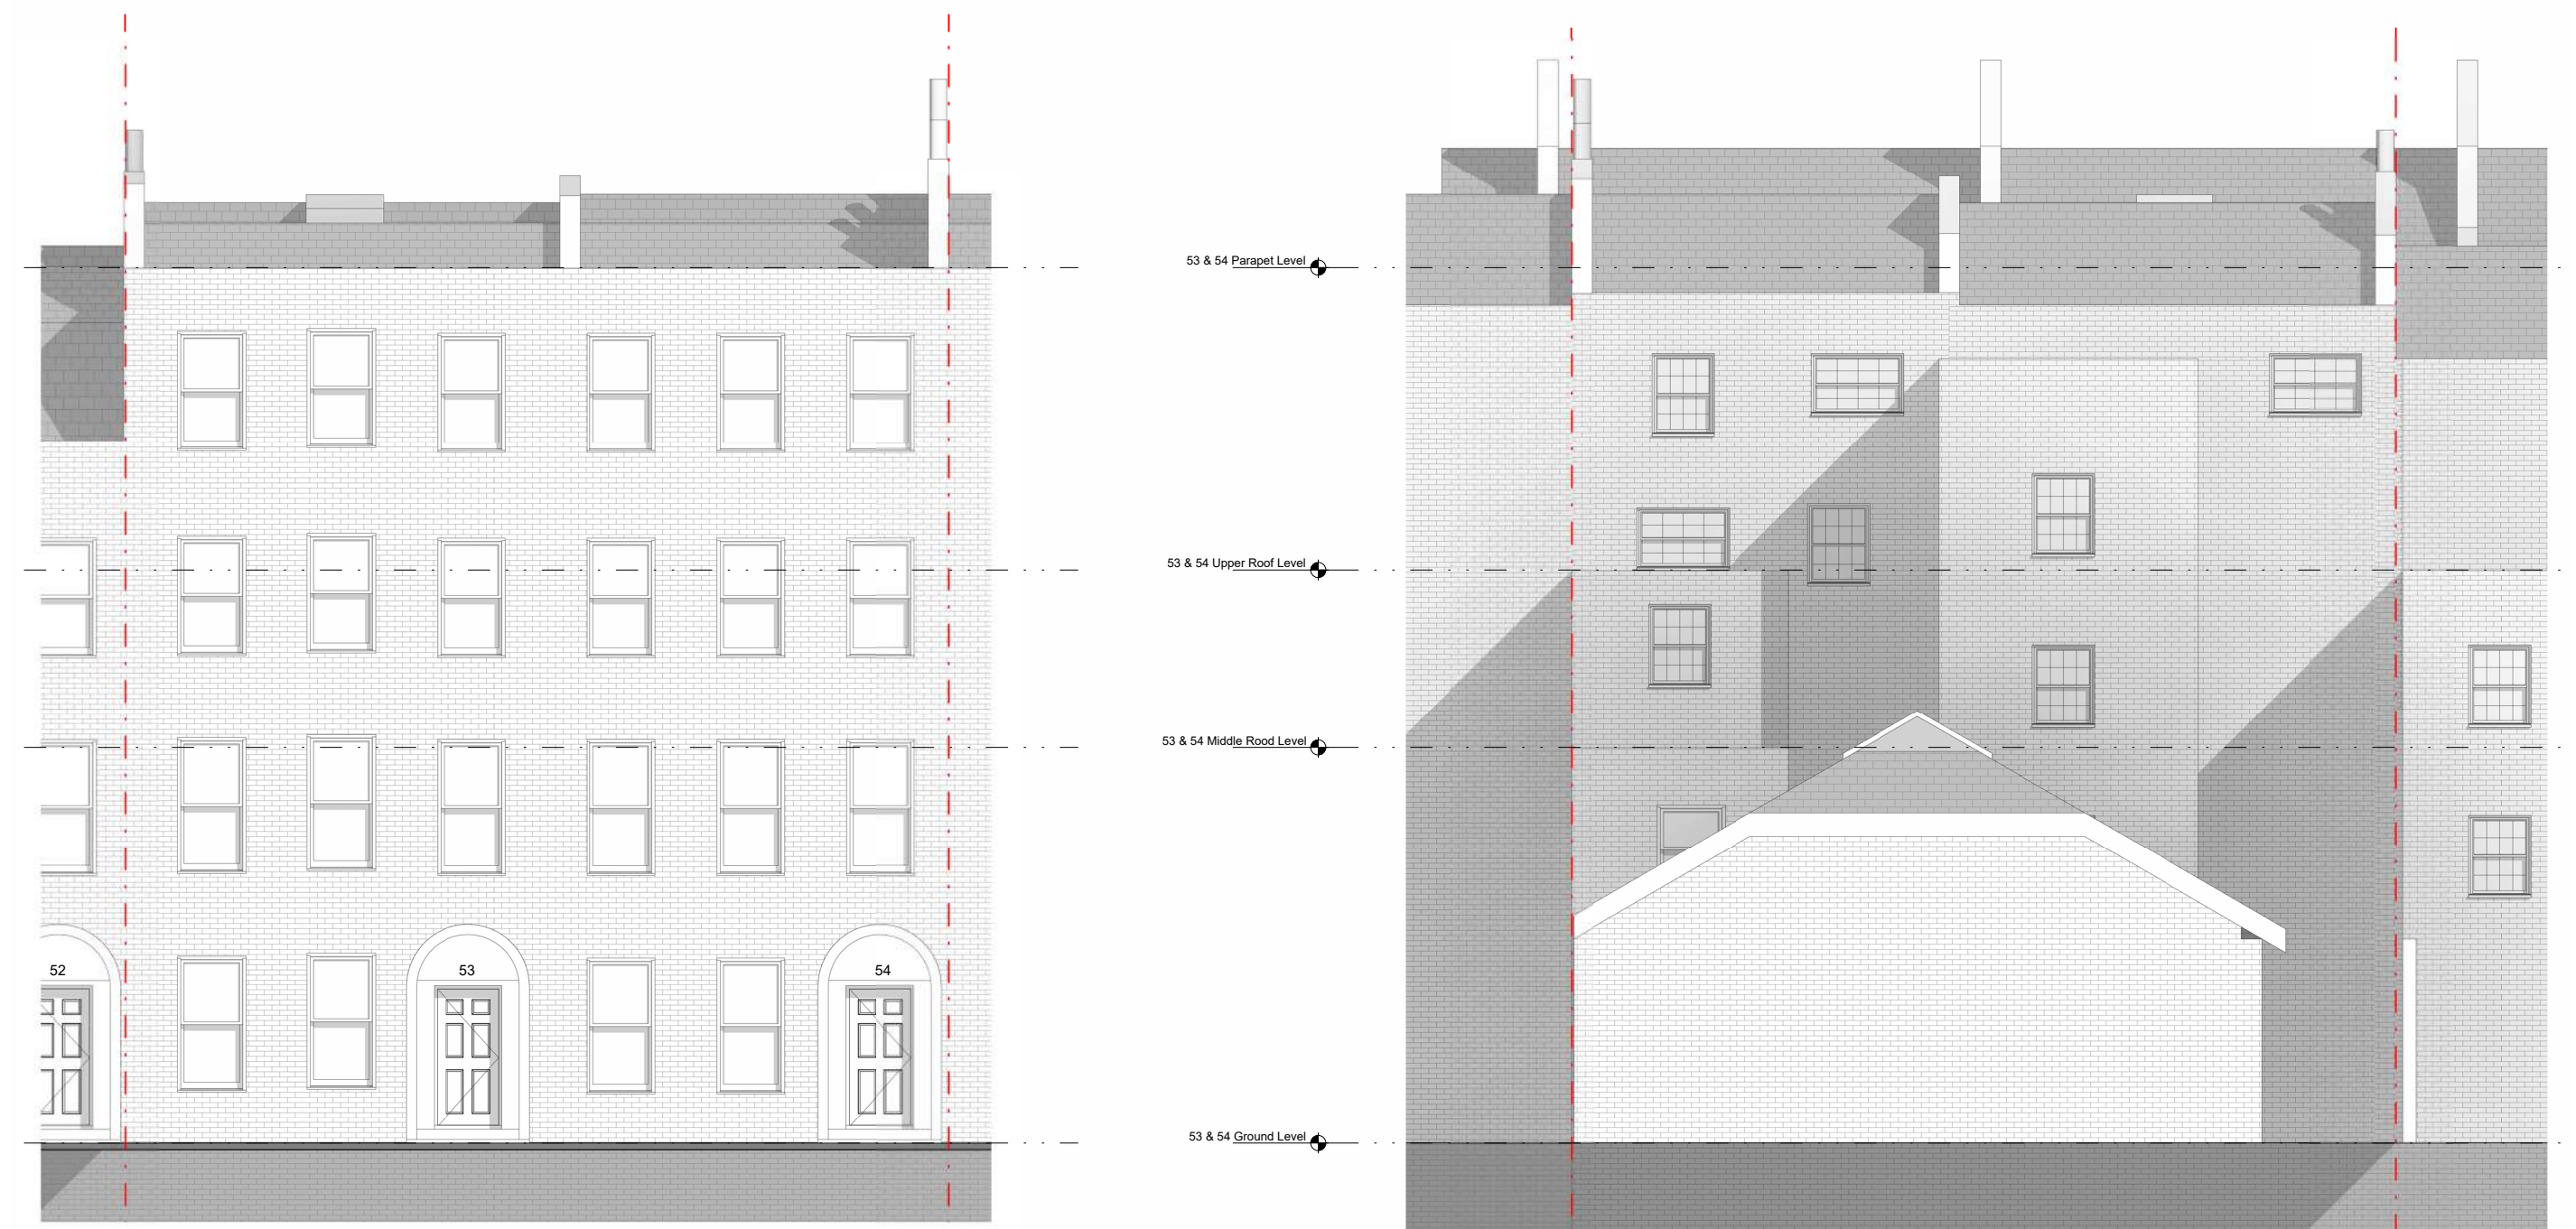 53 & 54 Parapet Level
53 & 54 Upper Roof Level
53 & 54 Middle Rood Level
52
53
54
53 & 54 Ground Level